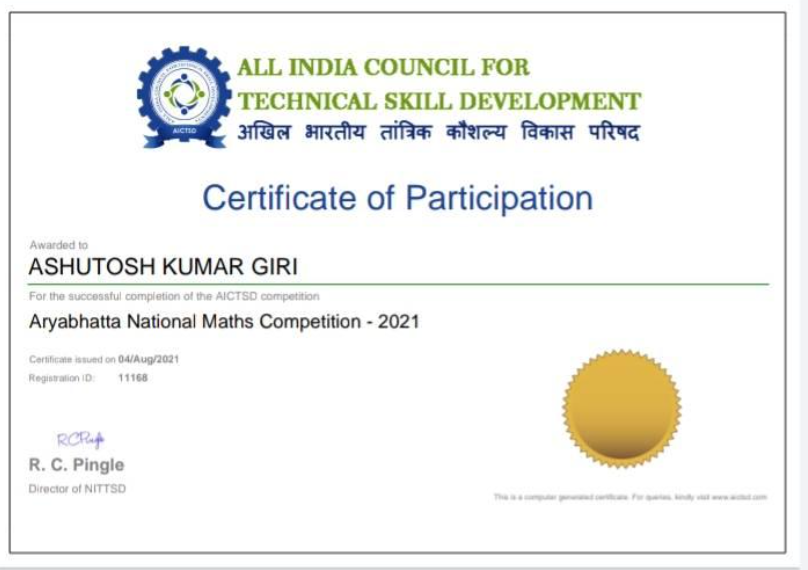 ALL INDIA COUNCIL FOR
TECHNICAL SKILL DEVELOPMENT
अखिल भारतीय तांत्रिक कौशल्य विकास परिषद
AICTSD
Certificate of Participation
Awarded to
ASHUTOSH KUMAR GIRI
For the successful completion of the AICTSD competition
Aryabhatta National Maths Competition - 2021
Certificate issued on 04/Aug/2021
Registration ID: 11168
RCPingle
R. C. Pingle
Director of NITTSD
This is a computer generated certificate. For queries, kindly visit www.aictsd.com